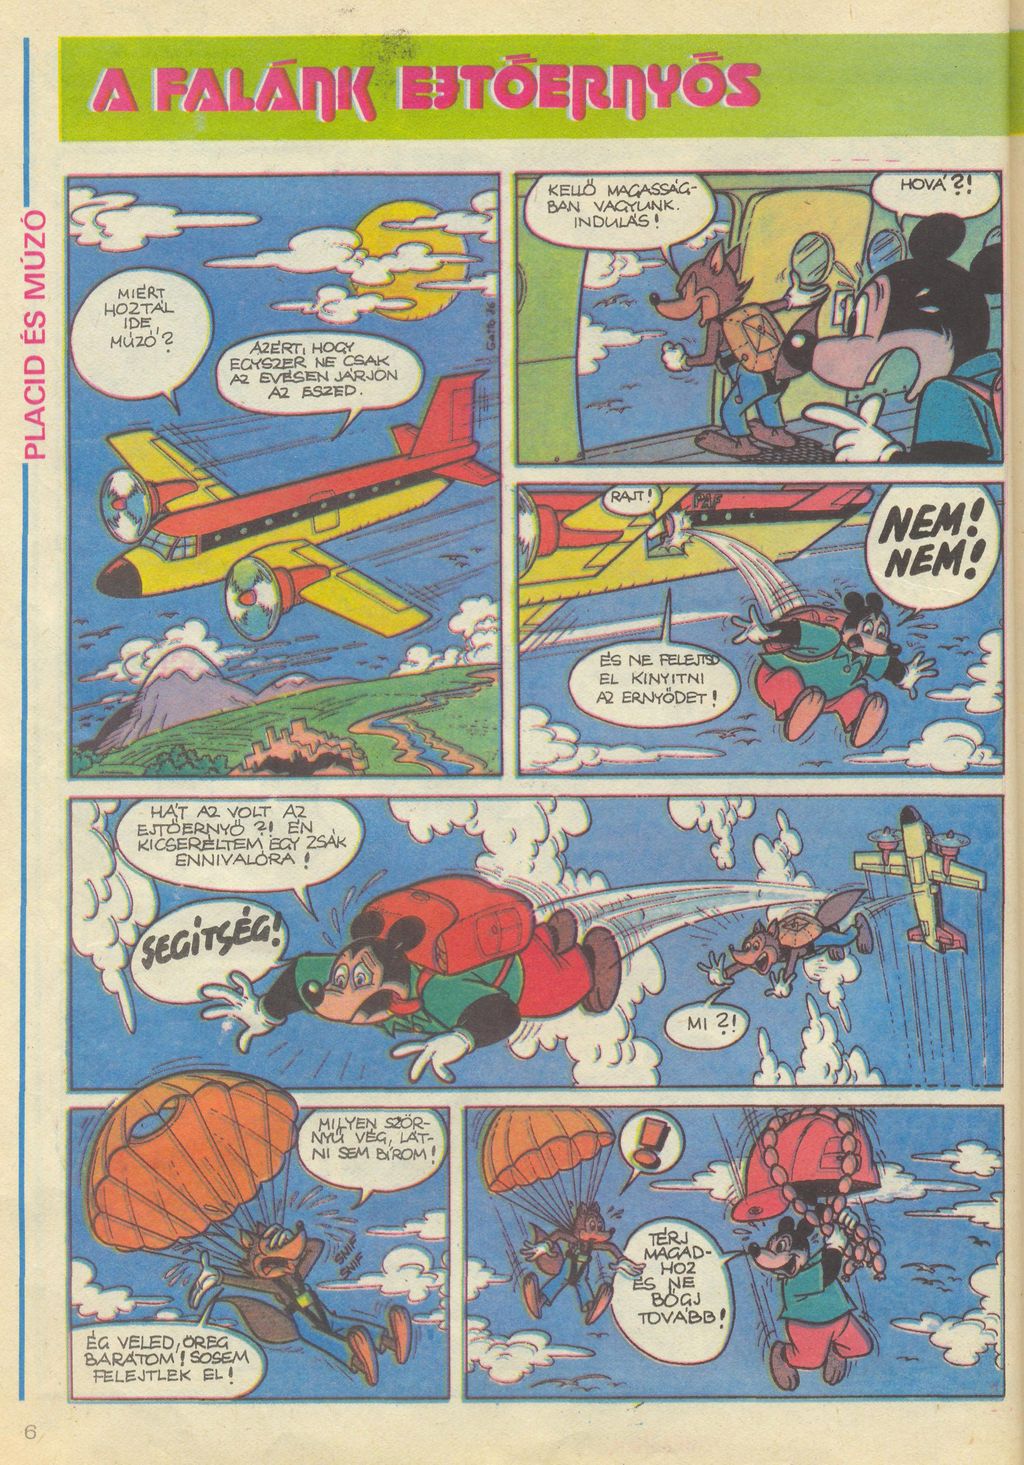 A FALÁNK EJTŐERNYŐS
PLACID ÉS MÚZÓ
MIÉRT
HOZTÁL
IDE,
MÚZÓ?
AZÉRT, HOGY
EGYSZER NE CSAK
AZ EVÉSEN JÁRJON
AZ ESZED.
KELLŐ MAGASSÁG-
BAN VAGYUNK.
INDULÁS!
HOVÁ?!
RAJT!
PAF
NEM!
NEM!
ÉS NE FELEJTSD
EL KINYITNI
AZ ERNYŐDET!
HÁT AZ VOLT AZ
EJTŐERNYŐ?! ÉN
KICSERÉLTEM EGY ZSÁK
ENNIVALÓRA!
SEGÍTSÉG!
MI?!
MILYEN SZÖR-
NYŰ VÉG, LÁT-
NI SEM BÍROM!
SNIF
SNIF
ÉG VELED, ÖREG
BARÁTOM! SOSEM
FELEJTLEK EL!
!
TÉRJ
MAGAD-
HOZ
ÉS NE
BŐGJ
TOVÁBB!
6